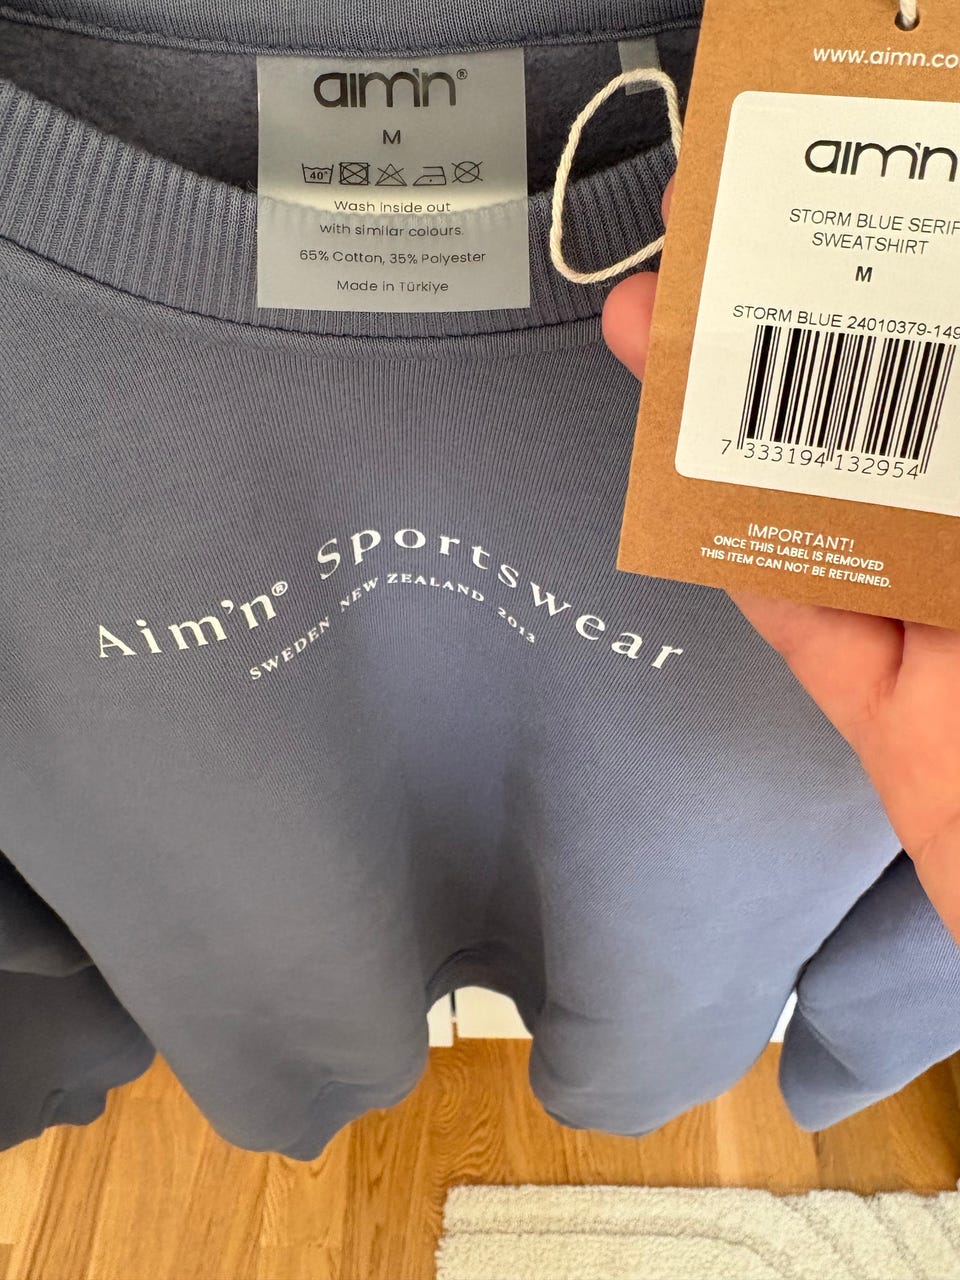 aim'n®
M
40°
Wash inside out
with similar colours.
65% Cotton, 35% Polyester
Made in Türkiye
www.aimn.co
aim'n
STORM BLUE SERIF
SWEATSHIRT
M
STORM BLUE 24010379-149
7 333194 132954
IMPORTANT!
ONCE THIS LABEL IS REMOVED
THIS ITEM CAN NOT BE RETURNED.
Aim'n® Sportswear
SWEDEN NEW ZEALAND 2013